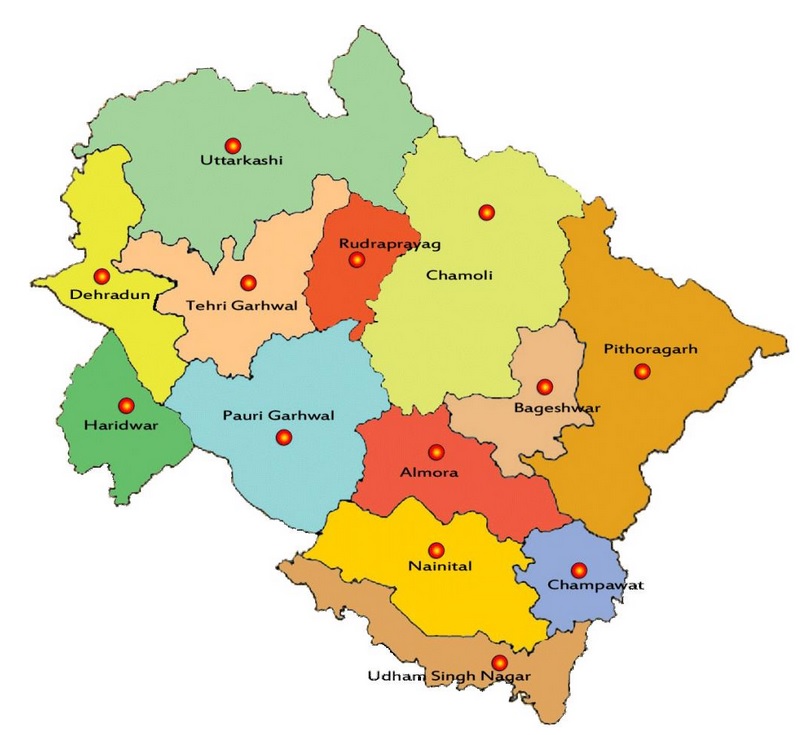 Uttarkashi
Rudraprayag
Chamoli
Dehradun
Tehri Garhwal
Pithoragarh
Bageshwar
Pauri Garhwal
Haridwar
Almora
Nainital
Champawat
Udham Singh Nagar